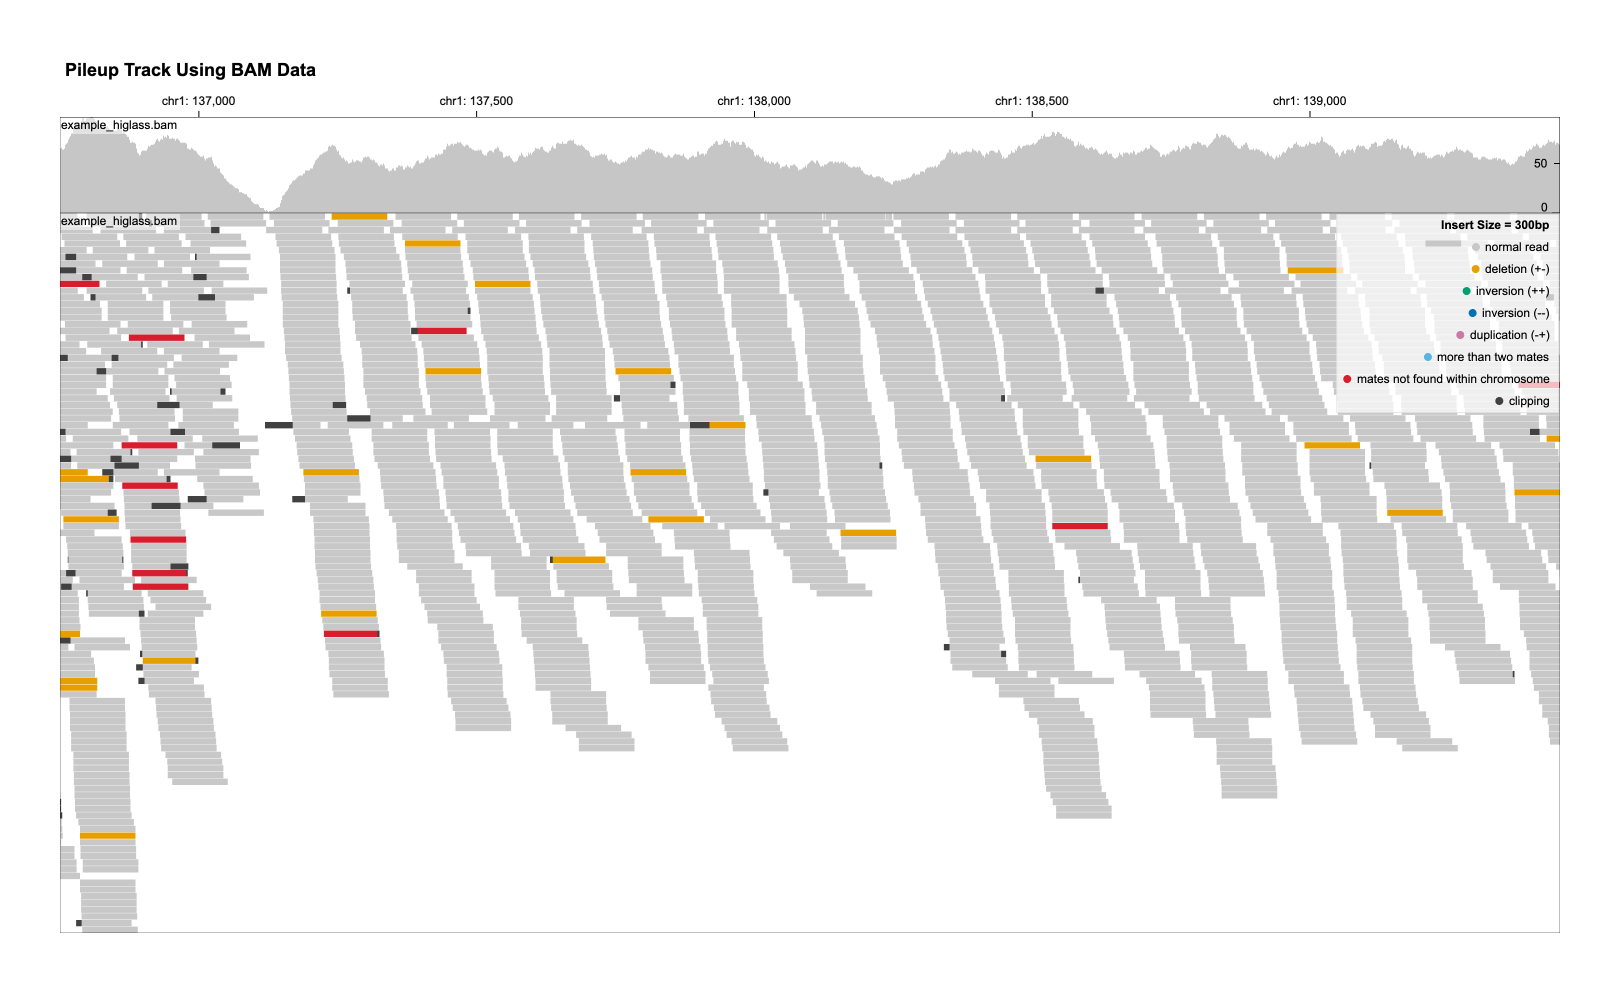 Pileup Track Using BAM Data
chr1: 137,000 chr1: 137,500 chr1: 138,000 chr1: 138,500 chr1: 139,000
example_higlass.bam
50
0
example_higlass.bam
Insert Size = 300bp
normal read
deletion (+-)
inversion (++)
inversion (--)
duplication (-+)
more than two mates
mates not found within chromosome
clipping